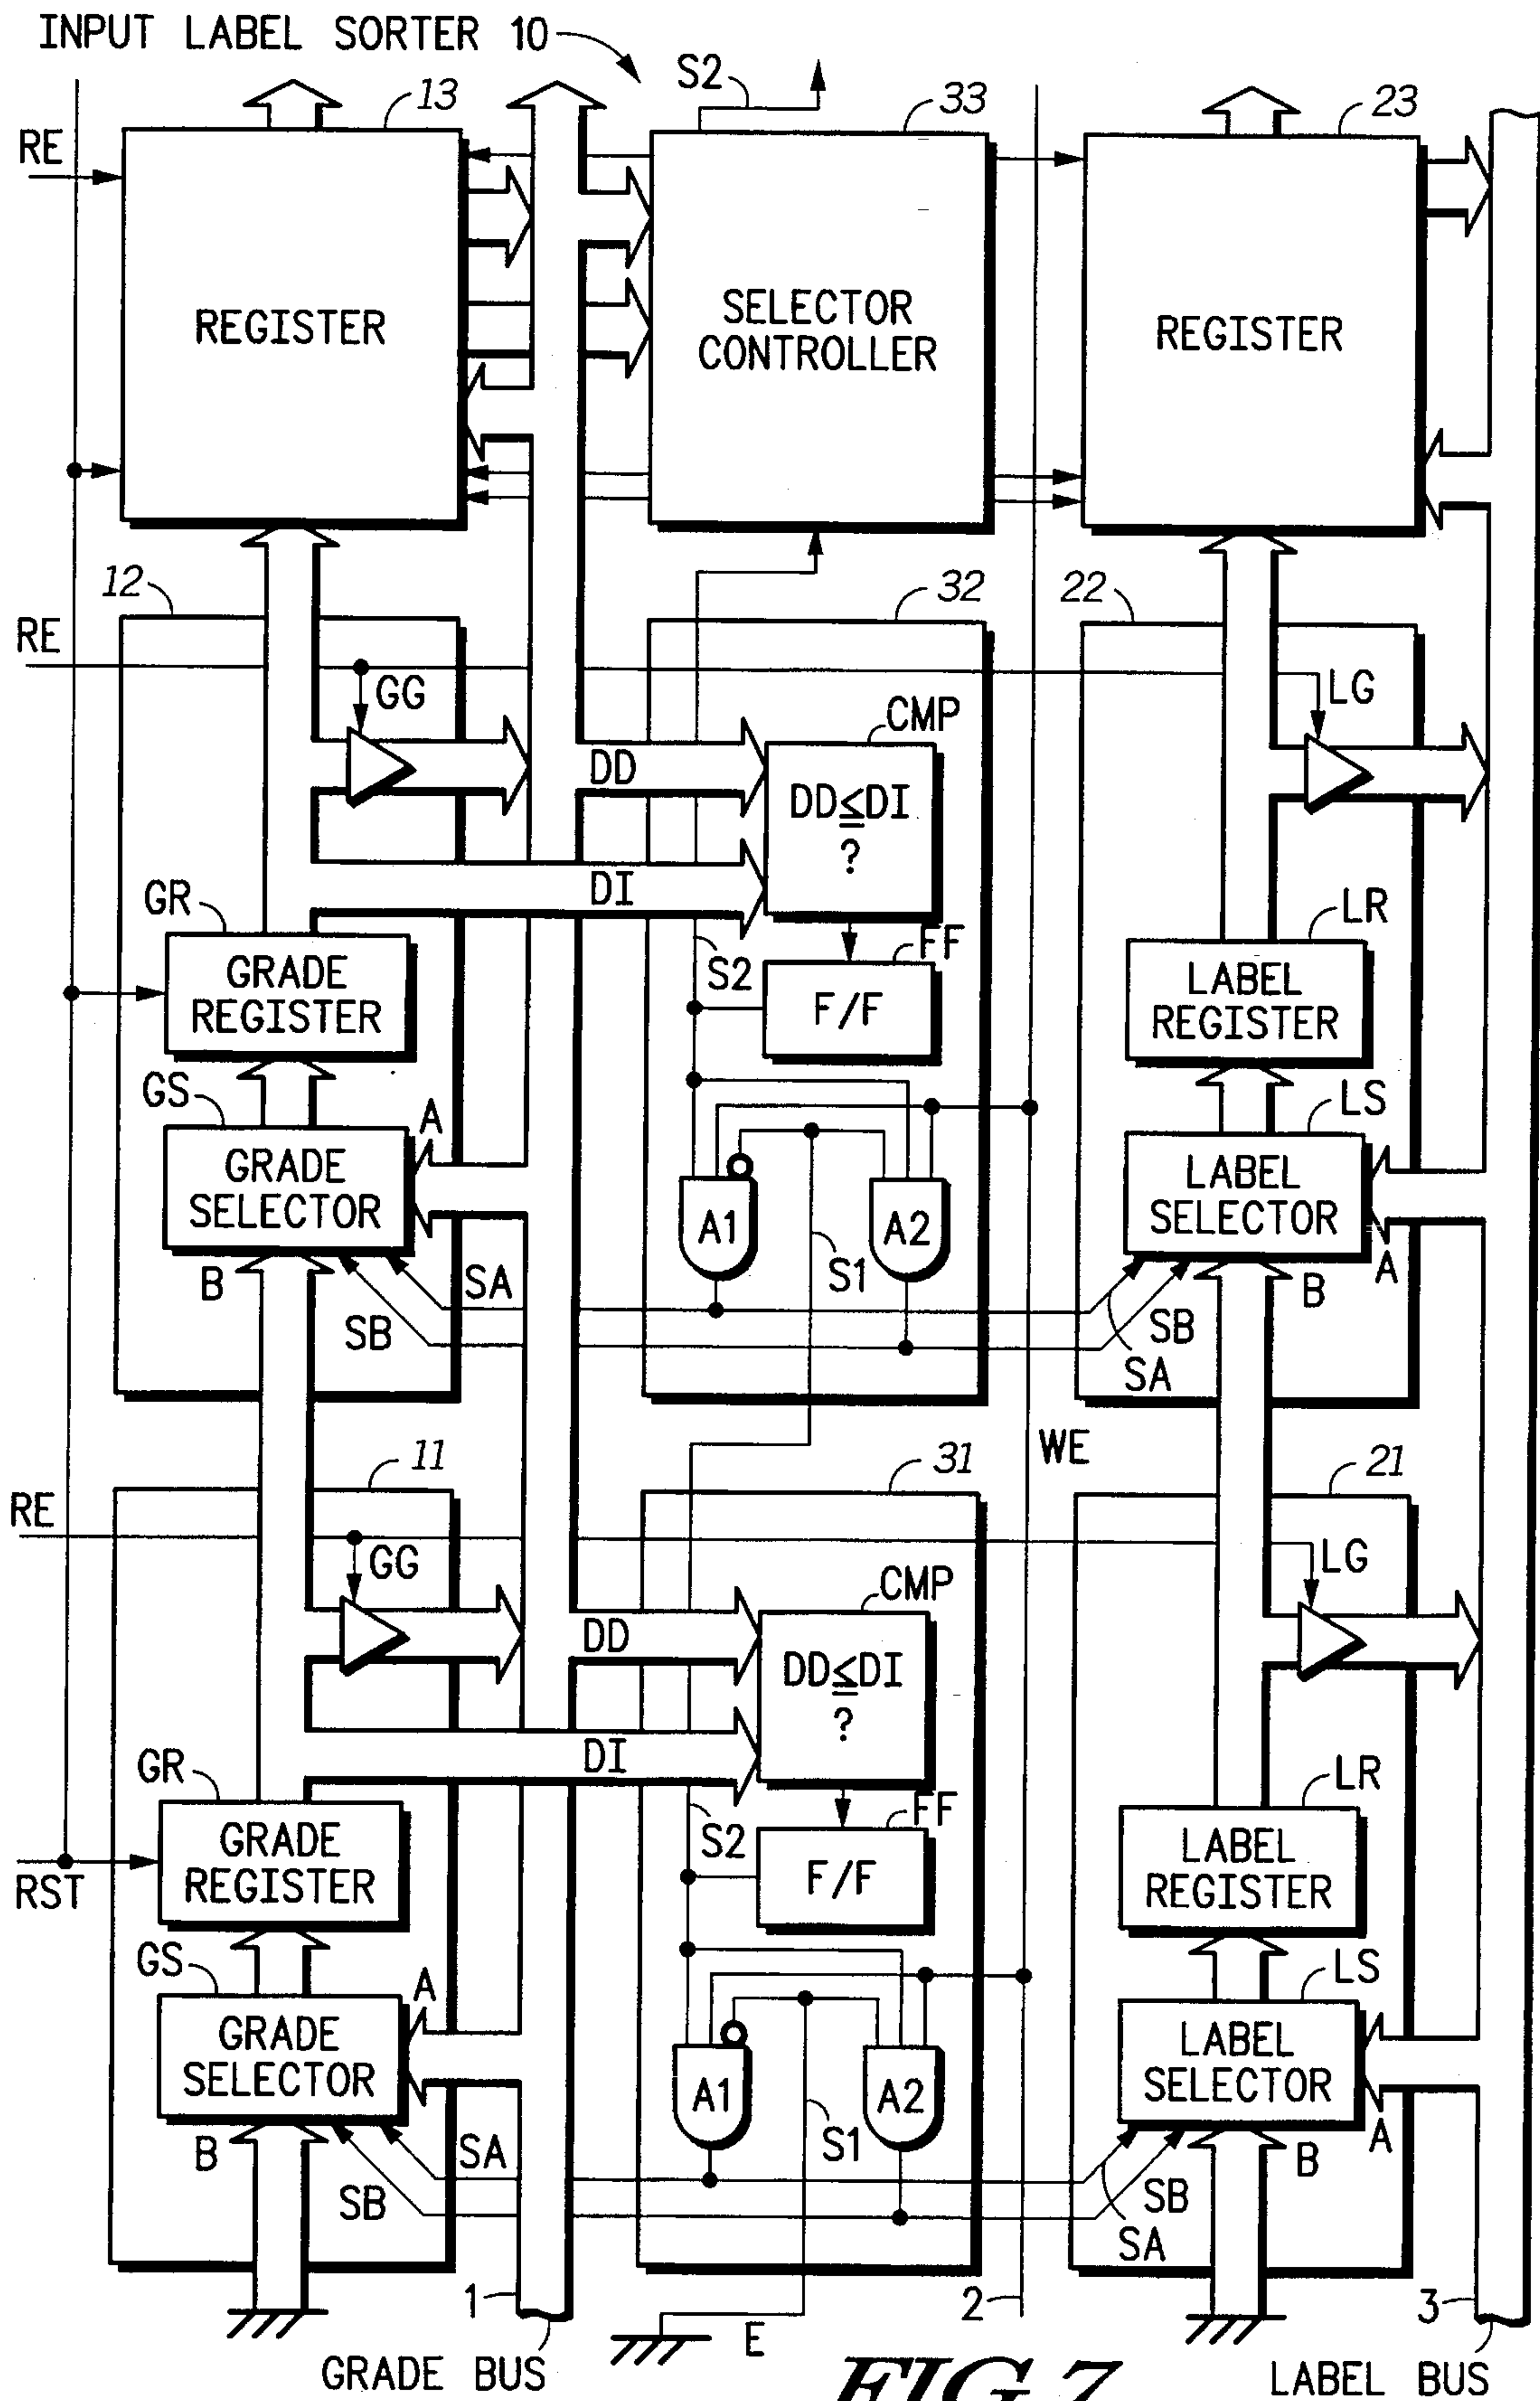 INPUT LABEL SORTER 10
S2
13
33
23
RE
REGISTER
SELECTOR
CONTROLLER
REGISTER
12
32
22
RE
GG
LG
CMP
DD
DD≤DI
?
DI
GR
LR
S2
FF
GRADE
REGISTER
F/F
LABEL
REGISTER
GS
A
LS
GRADE
SELECTOR
A1
A2
LABEL
SELECTOR
B
SA
S1
B
A
SB
SB
SA
WE
11
31
21
RE
GG
LG
CMP
DD
DD≤DI
?
DI
GR
LR
S2
FF
GRADE
REGISTER
F/F
LABEL
REGISTER
RST
GS
A
LS
GRADE
SELECTOR
A1
A2
LABEL
SELECTOR
B
SA
S1
B
A
SB
SB
SA
1
2
3
E
GRADE BUS
FIG.7
LABEL BUS